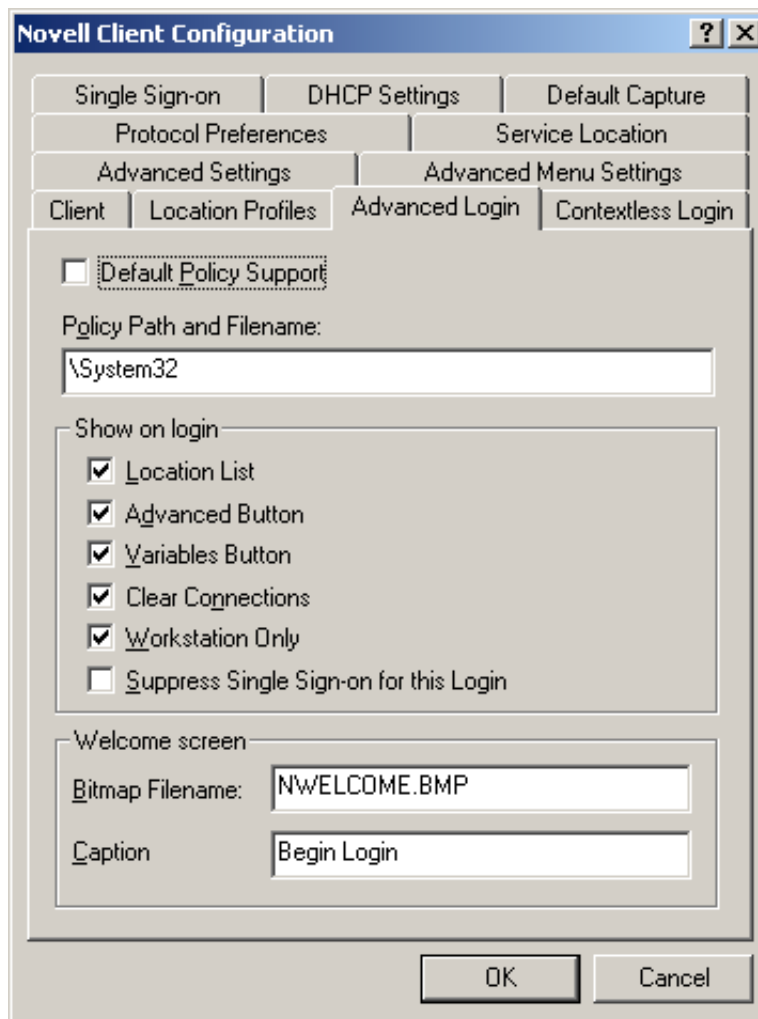 Novell Client Configuration
Single Sign-on DHCP Settings Default Capture
Protocol Preferences Service Location
Advanced Settings Advanced Menu Settings
Client Location Profiles Advanced Login Contextless Login
Default Policy Support
Policy Path and Filename:
\System32
Show on login
Location List
Advanced Button
Variables Button
Clear Connections
Workstation Only
Suppress Single Sign-on for this Login
Welcome screen
Bitmap Filename: NWELCOME.BMP
Caption Begin Login
OK Cancel